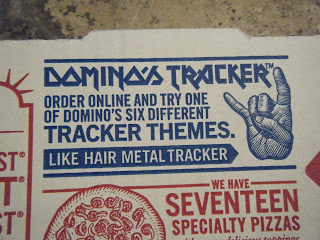 DOMINO'S TRACKER™
ORDER ONLINE AND TRY ONE
OF DOMINO'S SIX DIFFERENT
TRACKER THEMES.
LIKE HAIR METAL TRACKER
WE HAVE
SEVENTEEN
SPECIALTY PIZZAS